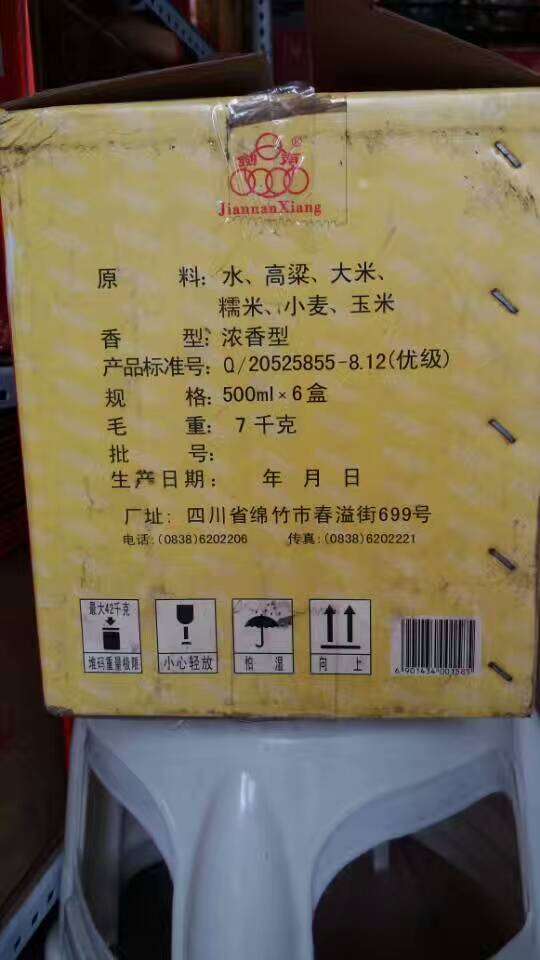 JiannanXiang
原料:水、高粱、大米、
糯米、小麦、玉米
香型:浓香型
产品标准号:Q/20525855-8.12(优级)
规格:500ml×6盒
毛重:7千克
批号:
生产日期: 年 月 日
厂址:四川省绵竹市春溢街699号
电话:(0838)6202206 传真:(0838)6202221
最大42千克
堆码重量极限
小心轻放
怕湿
向上